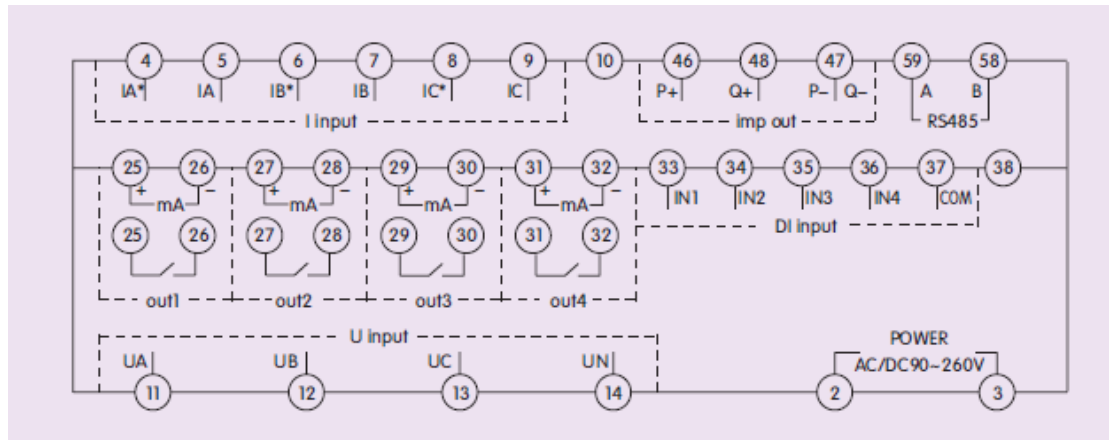 4 5 6 7 8 9 10 46 48 47 59 58
IA* IA IB* IB IC* IC P+ Q+ P− Q− A B
I input imp out RS485
25 26 27 28 29 30 31 32 33 34 35 36 37 38
+ − + − + − + − IN1 IN2 IN3 IN4 COM
mA mA mA mA
DI input
25 26 27 28 29 30 31 32
out1 out2 out3 out4
U input POWER
UA UB UC UN AC/DC90~260V
11 12 13 14 2 3